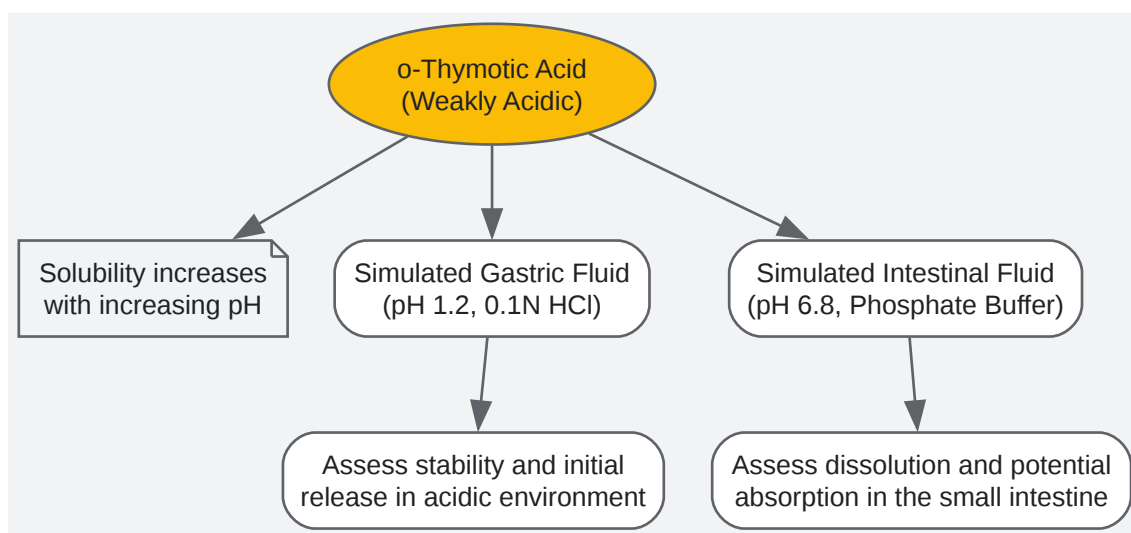 o-Thymotic Acid
(Weakly Acidic)
Solubility increases
with increasing pH
Simulated Gastric Fluid
(pH 1.2, 0.1N HCl)
Simulated Intestinal Fluid
(pH 6.8, Phosphate Buffer)
Assess stability and initial
release in acidic environment
Assess dissolution and potential
absorption in the small intestine